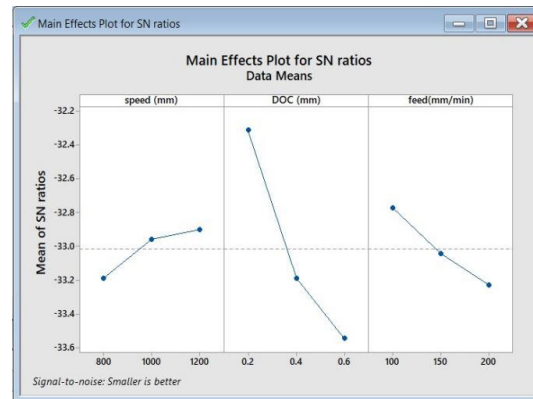 Main Effects Plot for SN ratios
Main Effects Plot for SN ratios
Data Means
speed (mm) DOC (mm) feed(mm/min)
Mean of SN ratios
-32.2
-32.4
-32.6
-32.8
-33.0
-33.2
-33.4
-33.6
800 1000 1200 0.2 0.4 0.6 100 150 200
Signal-to-noise: Smaller is better